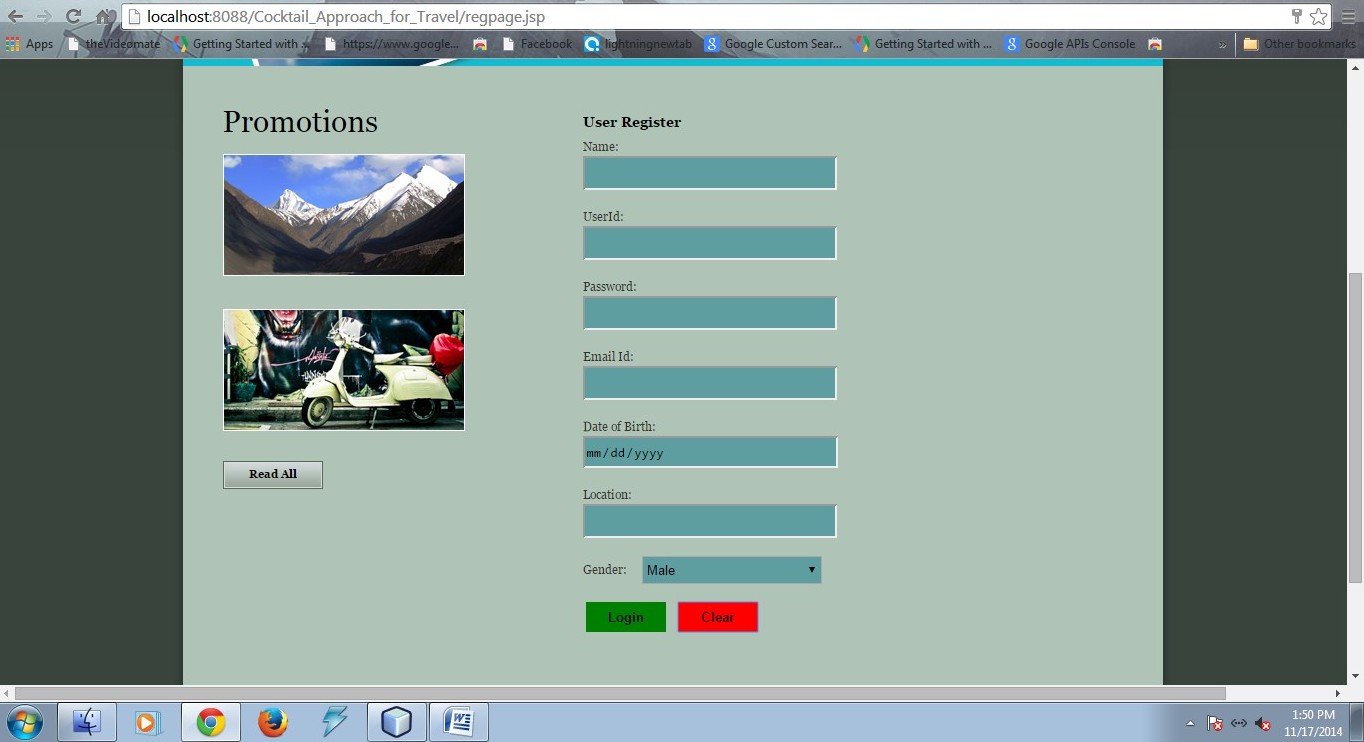 localhost:8088/Cocktail_Approach_for_Travel/regpage.jsp
Apps theVideomate Getting Started with https://www.google... Facebook lightningnewtab Google Custom Sear... Getting Started with ... Google APIs Console » Other bookmarks
Promotions
Read All
User Register
Name:
UserId:
Password:
Email Id:
Date of Birth:
mm/dd/yyyy
Location:
Gender: Male
Login Clear
1:50 PM
11/17/2014